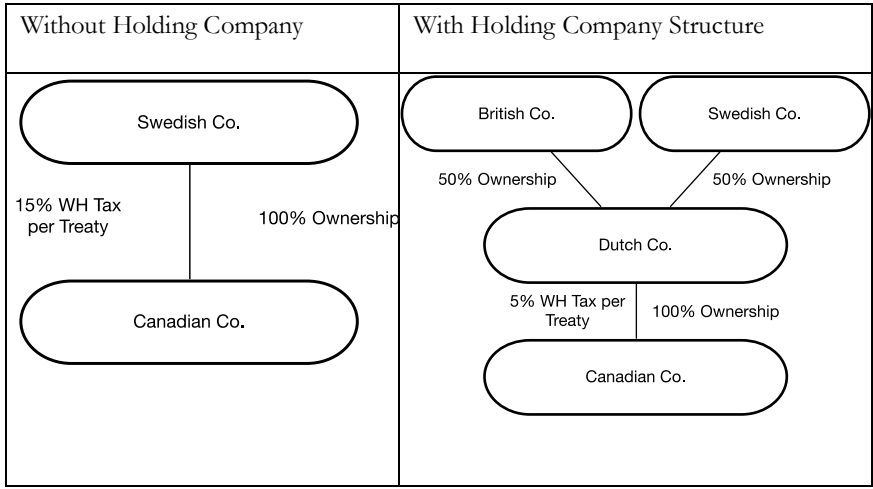 Without Holding Company
With Holding Company Structure
Swedish Co.
15% WH Tax
per Treaty
100% Ownership
Canadian Co.
British Co.
Swedish Co.
50% Ownership
50% Ownership
Dutch Co.
5% WH Tax per
Treaty
100% Ownership
Canadian Co.